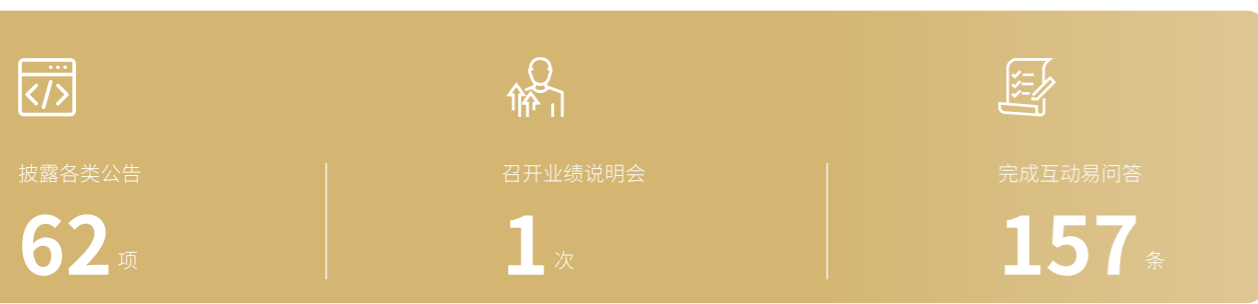 披露各类公告
62 项
召开业绩说明会
1 次
完成互动易问答
157 条